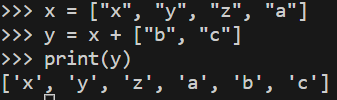 >>> x = ["x", "y", "z", "a"]
>>> y = x + ["b", "c"]
>>> print(y)
['x', 'y', 'z', 'a', 'b', 'c']